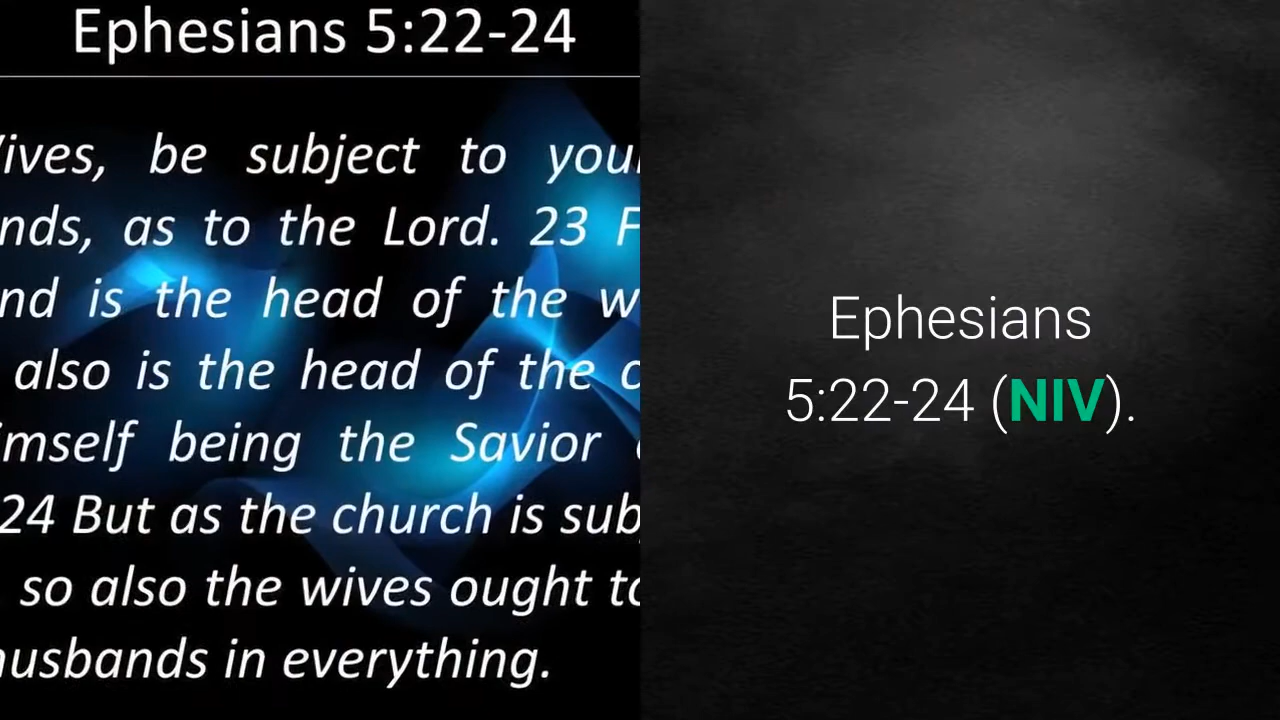 Ephesians 5:22-24
ives, be subject to you
nds, as to the Lord. 23 F
nd is the head of the w
also is the head of the c
imself being the Savior
24 But as the church is sub
so also the wives ought to
husbands in everything.
Ephesians
5:22-24 (NIV).